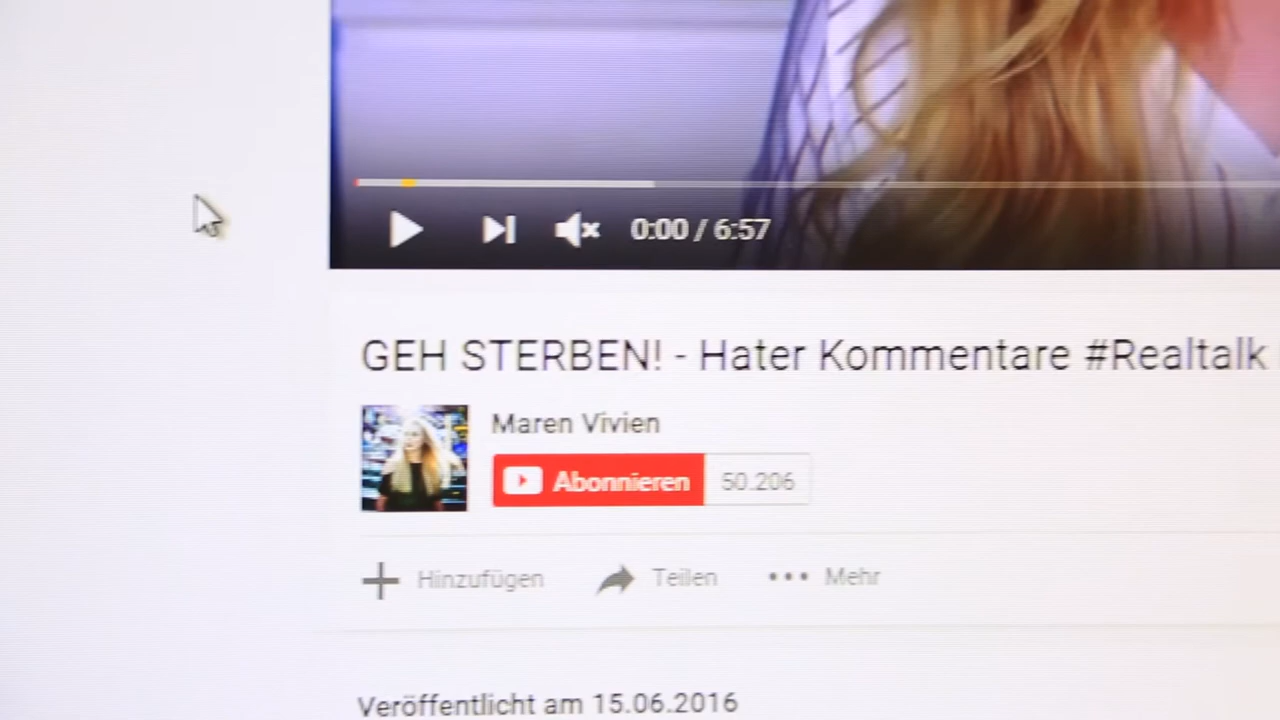 0:00 / 6:57
GEH STERBEN! - Hater Kommentare #Realtalk
Maren Vivien
Abonnieren 50.206
Hinzufügen Teilen Mehr
Veröffentlicht am 15.06.2016